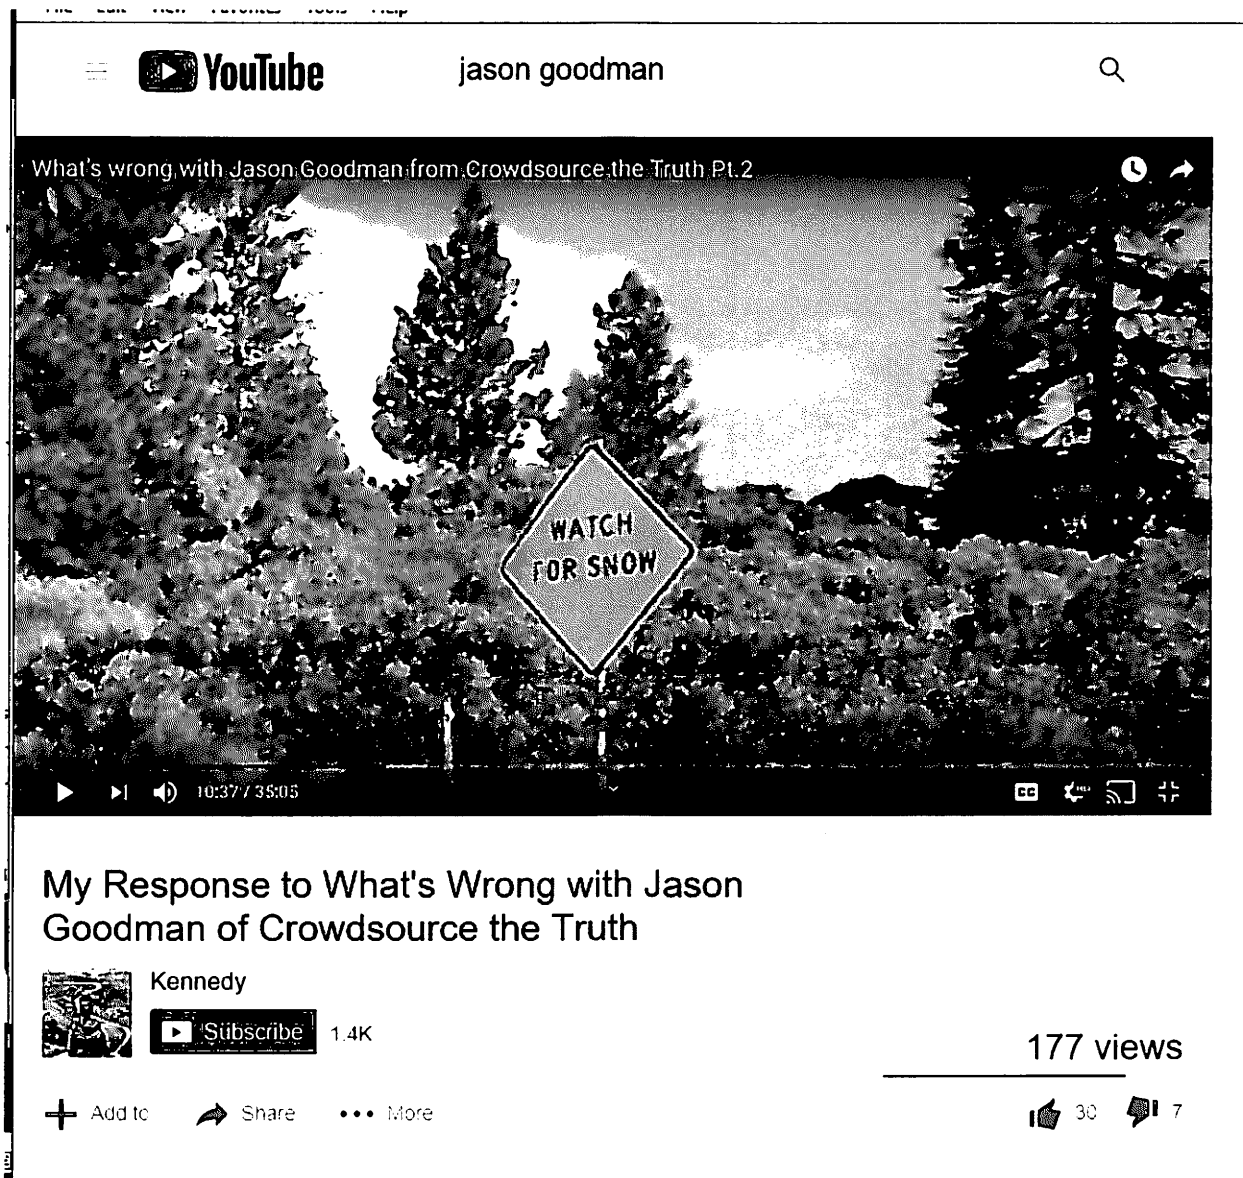 YouTube
jason goodman
What's wrong with Jason Goodman from Crowdsource the Truth Pt.2
WATCH
FOR SNOW
10:37 / 35:05
CC
My Response to What's Wrong with Jason
Goodman of Crowdsource the Truth
Kennedy
Subscribe 1.4K
177 views
Add to Share More 30 7